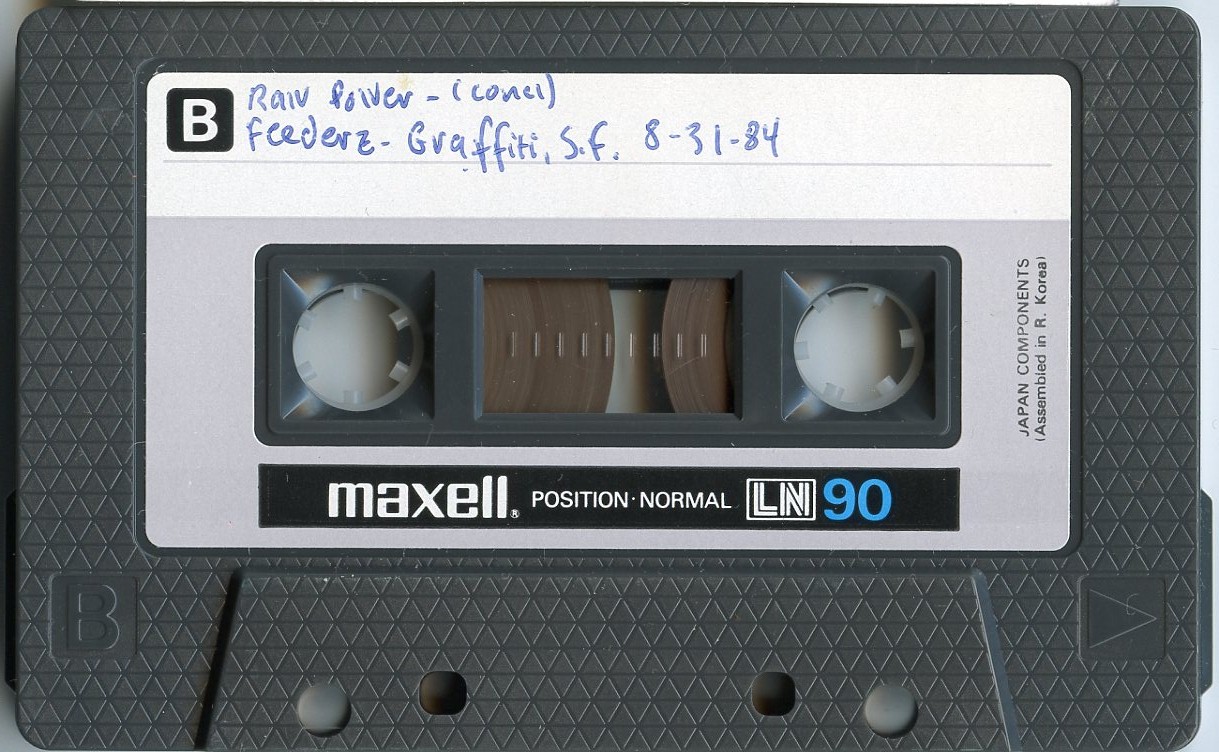 B
Raw Power - (concl)
Feederz - Graffiti, S.F. 8-31-84
JAPAN COMPONENTS
(Assembled in R. Korea)
maxell® POSITION·NORMAL LN 90
B